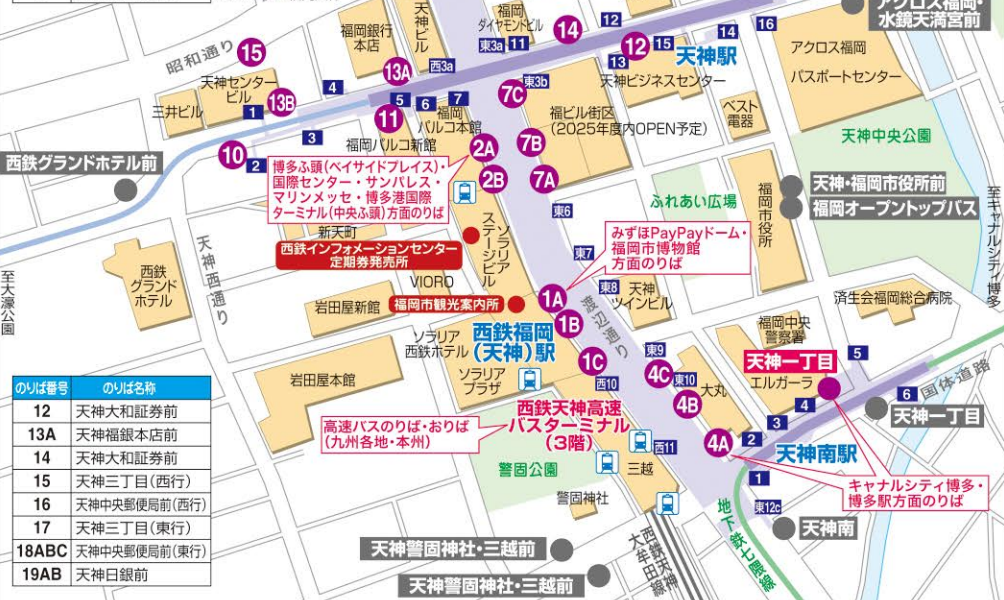 アクロス福岡・
水鏡天満宮前
昭和通り
15
福岡銀行
本店
天神ビル
福岡
ダイヤモンドビル
東3a
11
14
12
12
15
13
天神駅
14
16
アクロス福岡
パスポートセンター
天神センター
ビル
三井ビル
1
13B
4
13A
西3a
5
6
7
東3b
7C
天神ビジネスセンター
ベスト
電器
3
10
2
11
福岡パルコ新館
福岡
パルコ本館
福ビル街区
(2025年度内OPEN予定)
天神中央公園
西鉄グランドホテル前
2A
2B
7B
7A
博多ふ頭(ベイサイドプレイス)・
国際センター・サンパレス・
マリンメッセ・博多港国際
ターミナル(中央ふ頭)方面のりば
天神・福岡市役所前
福岡オープントップバス
福岡市役所
ふれあい広場
東6
新天町
西鉄インフォメーションセンター
定期券発売所
ソラリア
ステージビル
東7
みずほPayPayドーム・
福岡市博物館
方面のりば
至キャナルシティ博多
至大濠公園
西鉄
グランド
ホテル
天神西通り
VIORO
岩田屋新館
福岡市観光案内所
1A
1B
1C
東8
天神
ツインビル
渡辺通り
済生会福岡総合病院
福岡中央
警察署
ソラリア
西鉄ホテル
西鉄福岡
(天神)駅
岩田屋本館
ソラリア
プラザ
西10
東9
4C
東10
4B
大丸
天神一丁目
エルガーラ
5
国体道路
6
天神一丁目
4
3
2
4A
天神南駅
1
西鉄天神高速
バスターミナル
(3階)
高速バスのりば・おりば
(九州各地・本州)
西11
三越
警固公園
警固神社
キャナルシティ博多・
博多駅方面のりば
東12c
天神南
地下鉄七隈線
西鉄天神
大牟田線
天神警固神社・三越前
天神警固神社・三越前
のりば番号 のりば名称
12 天神大和証券前
13A 天神福銀本店前
14 天神大和証券前
15 天神三丁目(西行)
16 天神中央郵便局前(西行)
17 天神三丁目(東行)
18ABC 天神中央郵便局前(東行)
19AB 天神日銀前